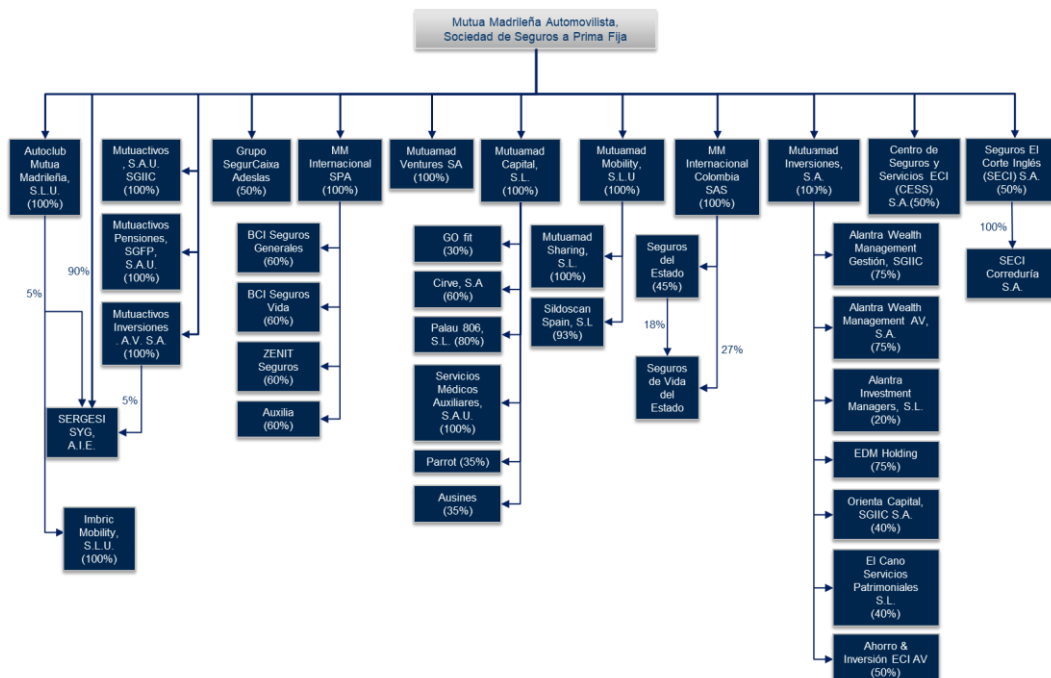 Mutua Madrileña Automovilista,
Sociedad de Seguros a Prima Fija
Autoclub
Mutua
Madrileña,
S.L.U.
(100%)
Mutuactivos
, S.A.U.
SGIIC
(100%)
Grupo
SegurCaixa
Adeslas
(50%)
MM
Internacional
SPA
(100%)
Mutuamad
Ventures SA
(100%)
Mutuamad
Capital,
S.L.
(100%)
Mutuamad
Mobility,
S.L.U
(100%)
MM
Internacional
Colombia
SAS
(100%)
Mutuamad
Inversiones,
S.A.
(100%)
Centro de
Seguros y
Servicios ECI
(CESS)
S.A.(50%)
Seguros El
Corte Inglés
(SECI) S.A.
(50%)
Mutuactivos
Pensiones,
SGFP,
S.A.U.
(100%)
Mutuactivos
Inversiones
. A.V. S.A.
(100%)
90%
5%
5%
SERGESI
SYG,
A.I.E.
Imbric
Mobility,
S.L.U.
(100%)
BCI Seguros
Generales
(60%)
BCI Seguros
Vida
(60%)
ZENIT
Seguros
(60%)
Auxilia
(60%)
GO fit
(30%)
Cirve, S.A
(60%)
Palau 806,
S.L. (80%)
Servicios
Médicos
Auxiliares,
S.A.U.
(100%)
Parrot (35%)
Ausines
(35%)
Mutuamad
Sharing,
S.L.
(100%)
Sildoscan
Spain, S.L
(93%)
Seguros
del
Estado
(45%)
18%
27%
Seguros
de Vida
del
Estado
Alantra Wealth
Management
Gestión, SGIIC
(75%)
Alantra Wealth
Management AV,
S.A.
(75%)
Alantra
Investment
Managers, S.L.
(20%)
EDM Holding
(75%)
Orienta Capital,
SGIIC S.A.
(40%)
El Cano
Servicios
Patrimoniales
S.L.
(40%)
Ahorro &
Inversión ECI AV
(50%)
100%
SECI
Correduría
S.A.